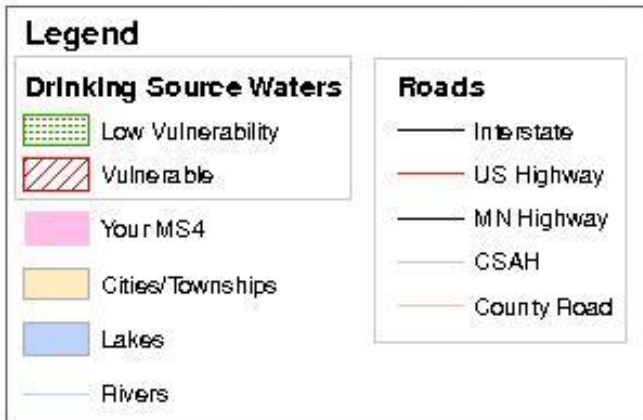 Legend
Drinking Source Waters
Low Vulnerability
Vulnerable
Your MS4
Cities/Townships
Lakes
Rivers
Roads
Interstate
US Highway
MN Highway
CSAH
County Road